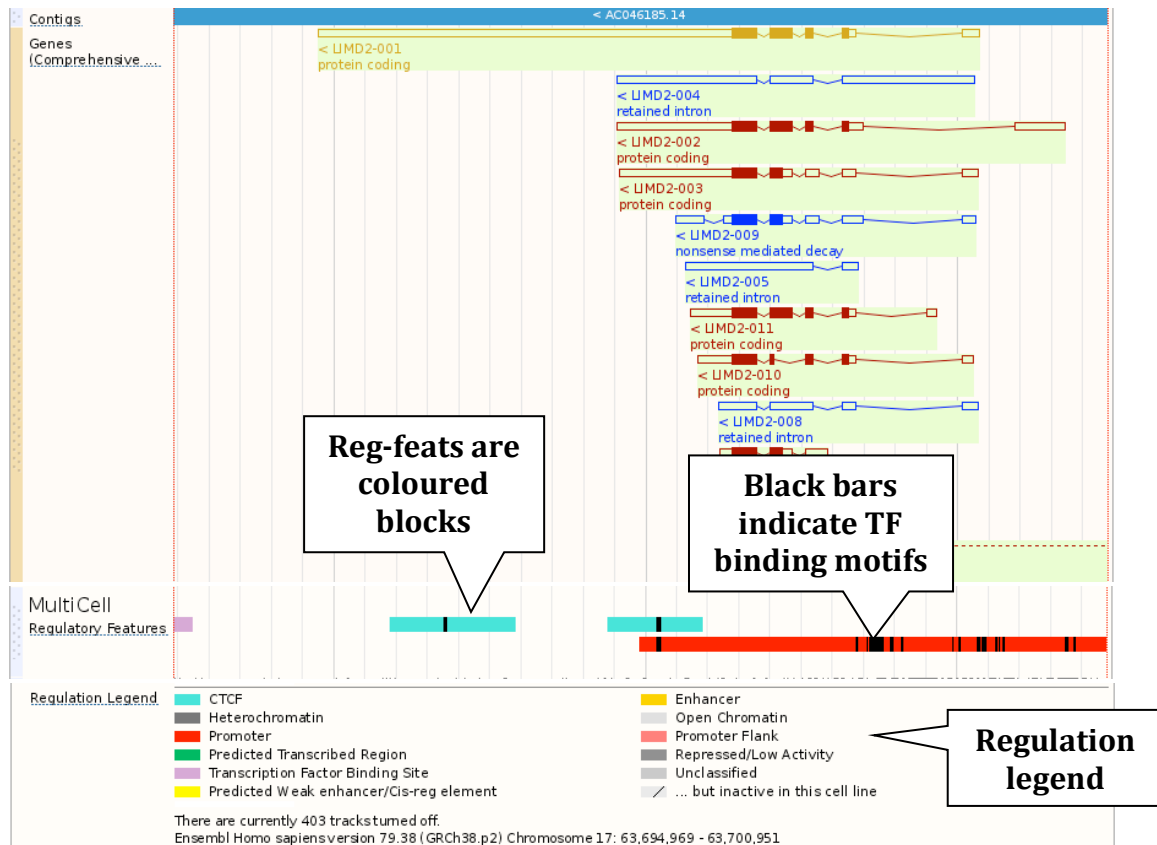 Contigs
< AC046185.14
Genes
(Comprehensive ...
< LIMD2-001
protein coding
< LIMD2-004
retained intron
< LIMD2-002
protein coding
< LIMD2-003
protein coding
< LIMD2-009
nonsense mediated decay
< LIMD2-005
retained intron
< LIMD2-011
protein coding
< LIMD2-010
protein coding
< LIMD2-008
retained intron
Reg-feats are
coloured
blocks
Black bars
indicate TF
binding motifs
MultiCell
Regulatory Features
Regulation Legend
CTCF
Heterochromatin
Promoter
Predicted Transcribed Region
Transcription Factor Binding Site
Predicted Weak enhancer/Cis-reg element
Enhancer
Open Chromatin
Promoter Flank
Repressed/Low Activity
Unclassified
... but inactive in this cell line
Regulation
legend
There are currently 403 tracks turned off.
Ensembl Homo sapiens version 79.38 (GRCh38.p2) Chromosome 17: 63,694,969 - 63,700,951